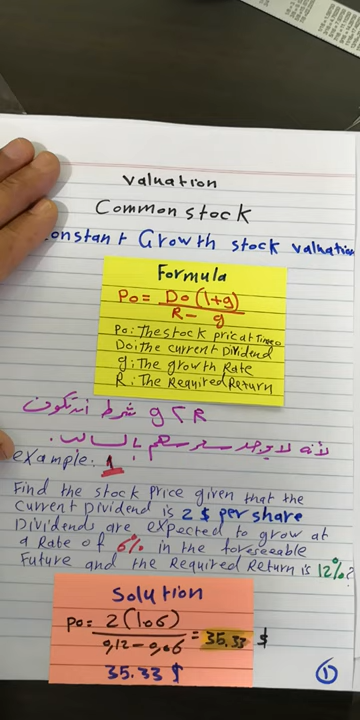 Valuation
Common stock
Constant Growth stock valuation
Formula
Po = Do (1+g)
R - g
Po: The stock pric at Time o
Do: the current Dividend
g: The growth Rate
R: The Required Return
شرط ان تكون g < R
لأنه لا يوجد سعر سهم بالسالب.
example: 1
Find the stock price given that the
current Dividend is 2 $ per share
Dividends are expected to grow at
a Rate of 6% in the foreseeable
Future and the Required Return is 12%?
Solution
Po = 2 (1.06)
0,12 - 0,06
= 35.33 $
35.33 $
1